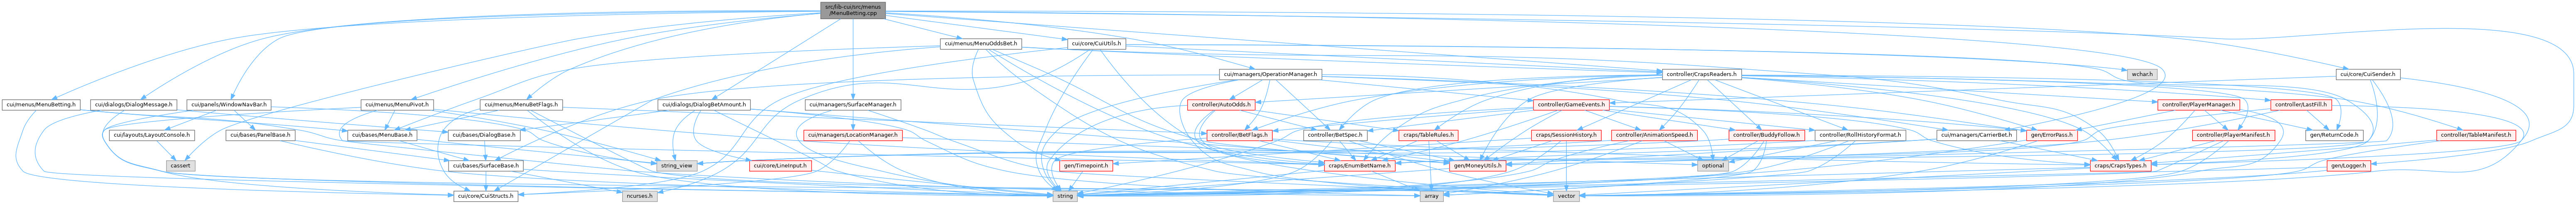 src/lib-cui/src/menus
/MenuBetting.cpp
cui/menus/MenuOddsBet.h
cui/core/CuiUtils.h
cui/managers/OperationManager.h
controller/CrapsReaders.h
wchar.h
cui/core/CuiSender.h
cui/menus/MenuBetting.h
cui/dialogs/DialogMessage.h
cui/panels/WindowNavBar.h
cui/menus/MenuPivot.h
cui/menus/MenuBetFlags.h
cui/dialogs/DialogBetAmount.h
cui/managers/SurfaceManager.h
controller/AutoOdds.h
controller/GameEvents.h
controller/PlayerManager.h
controller/LastFill.h
cui/layouts/LayoutConsole.h
cui/bases/PanelBase.h
cui/bases/MenuBase.h
cui/bases/DialogBase.h
cui/managers/LocationManager.h
controller/BetFlags.h
controller/BetSpec.h
craps/TableRules.h
craps/SessionHistory.h
controller/AnimationSpeed.h
controller/BuddyFollow.h
controller/RollHistoryFormat.h
cui/managers/CarrierBet.h
gen/ErrorPass.h
controller/PlayerManifest.h
gen/ReturnCode.h
controller/TableManifest.h
cassert
cui/bases/SurfaceBase.h
string_view
cui/core/LineInput.h
gen/Timepoint.h
craps/EnumBetName.h
gen/MoneyUtils.h
optional
craps/CrapsTypes.h
gen/Logger.h
cui/core/CuiStructs.h
ncurses.h
string
array
vector